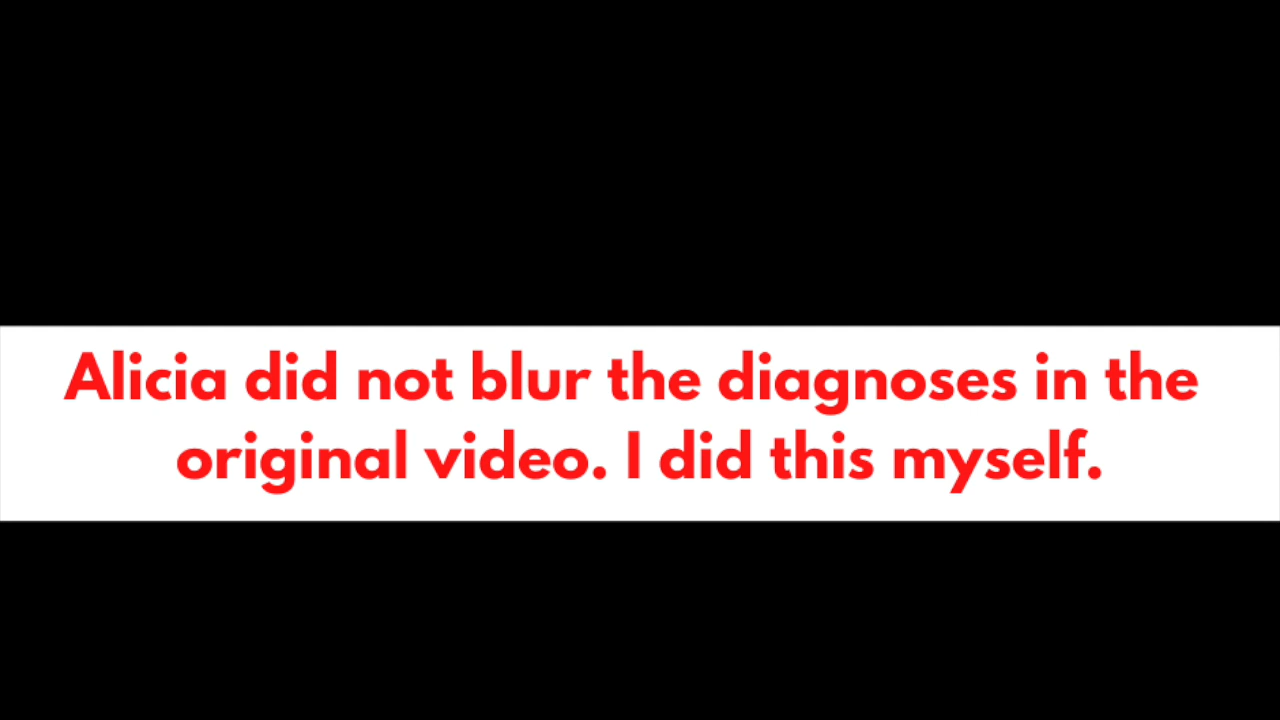 Alicia did not blur the diagnoses in the
original video. I did this myself.